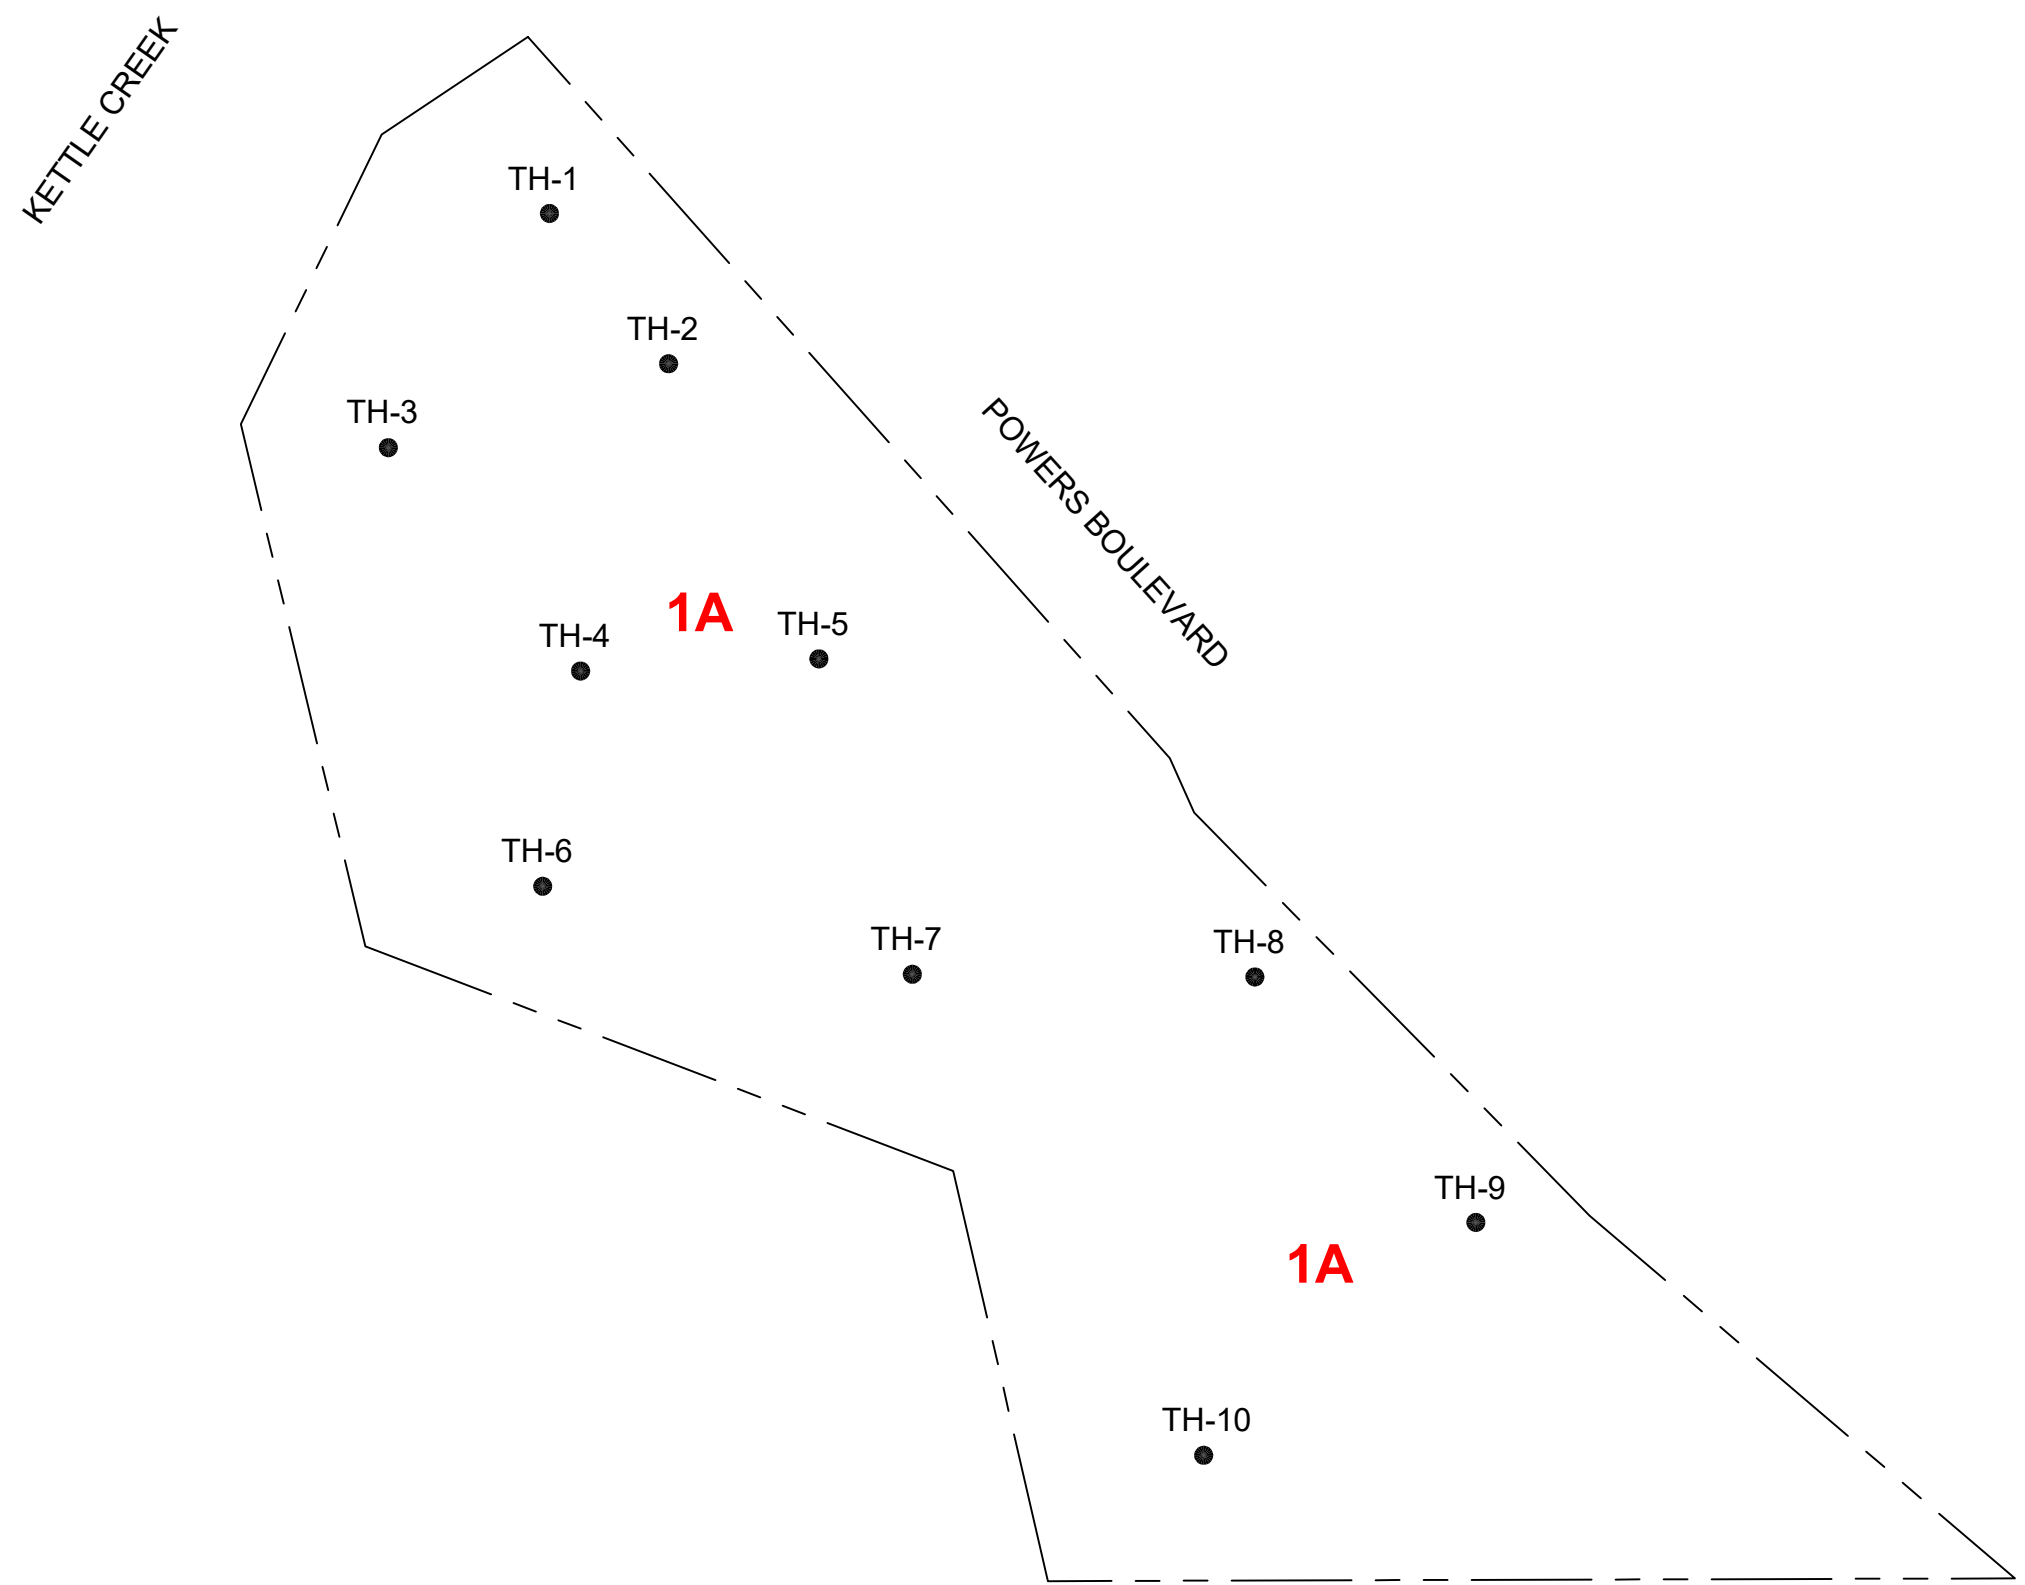 KETTLE CREEK
TH-1
TH-2
TH-3
POWERS BOULEVARD
1A
TH-5
TH-4
TH-6
TH-7
TH-8
TH-9
1A
TH-10